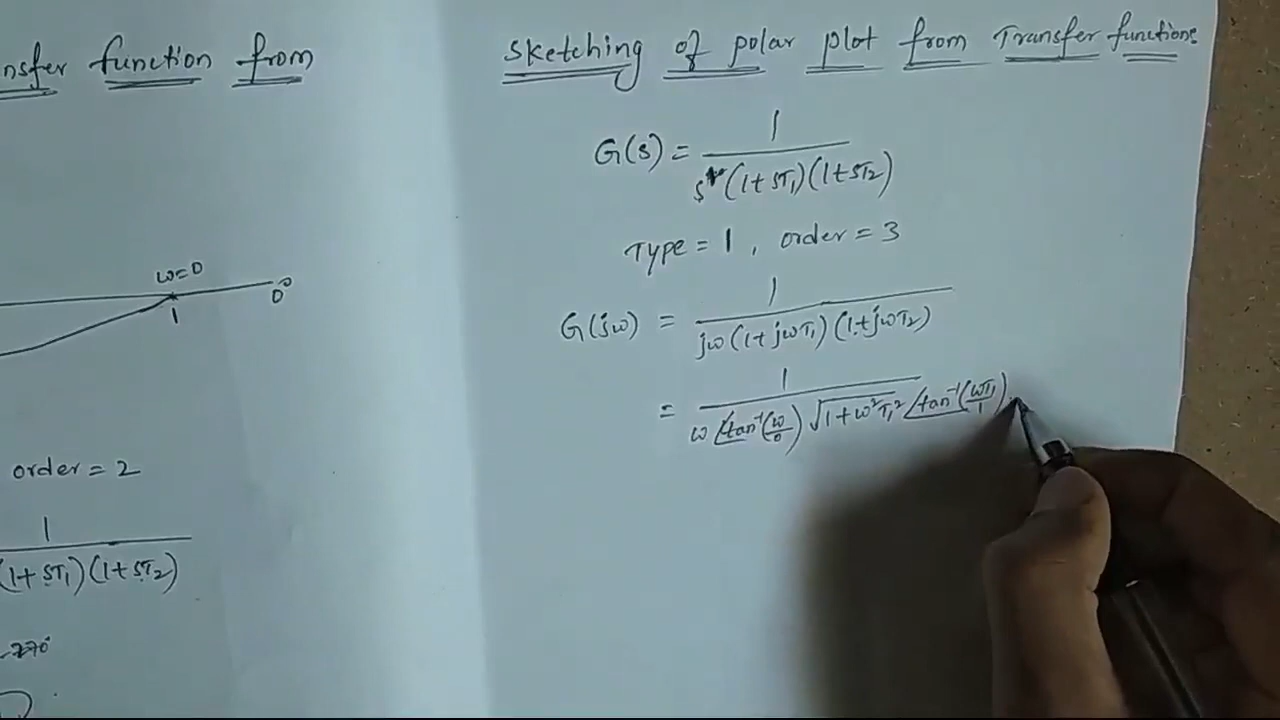 nsfer function from
ω=0
0°
1
order = 2
1
(1+ST₁)(1+ST₂)
-270°
Sketching of polar plot from Transfer functions
G(s) = 1 / s (1+ST₁)(1+ST₂)
Type = 1, order = 3
G(jω) = 1 / jω (1+jωT₁)(1+jωT₂)
= 1 / ω ∠tan⁻¹(ω/0) √1+ω²T₁² ∠tan⁻¹(ωT₁/1).